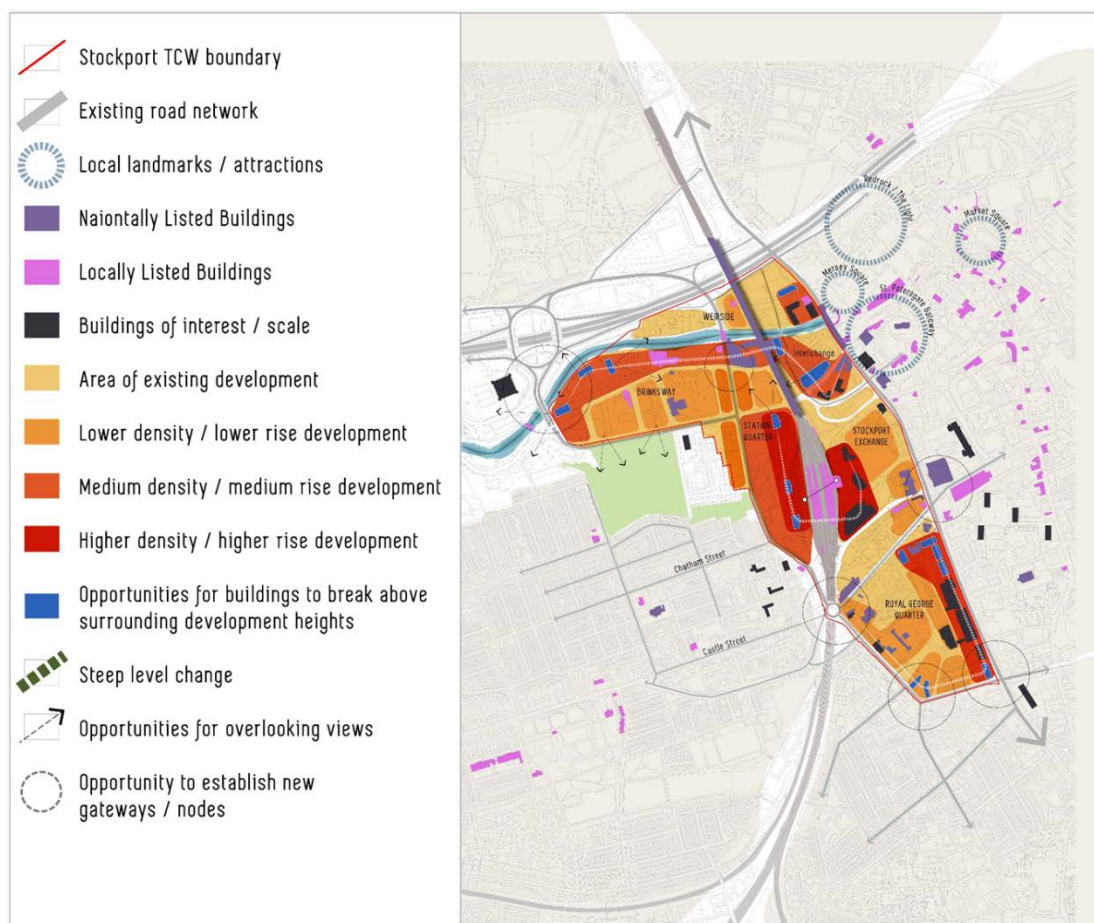 Stockport TCW boundary
Existing road network
Local landmarks / attractions
Naiontally Listed Buildings
Locally Listed Buildings
Buildings of interest / scale
Area of existing development
Lower density / lower rise development
Medium density / medium rise development
Higher density / higher rise development
Opportunities for buildings to break above
surrounding development heights
Steep level change
Opportunities for overlooking views
Opportunity to establish new
gateways / nodes
Redrock / The Light
Market Square
Mersey Square
St. Petersgate Gateway
WEIRSIDE
Interchange
DRINKSWAY
STATION
QUARTER
STOCKPORT
EXCHANGE
Chatham Street
ROYAL GEORGE
QUARTER
Castle Street